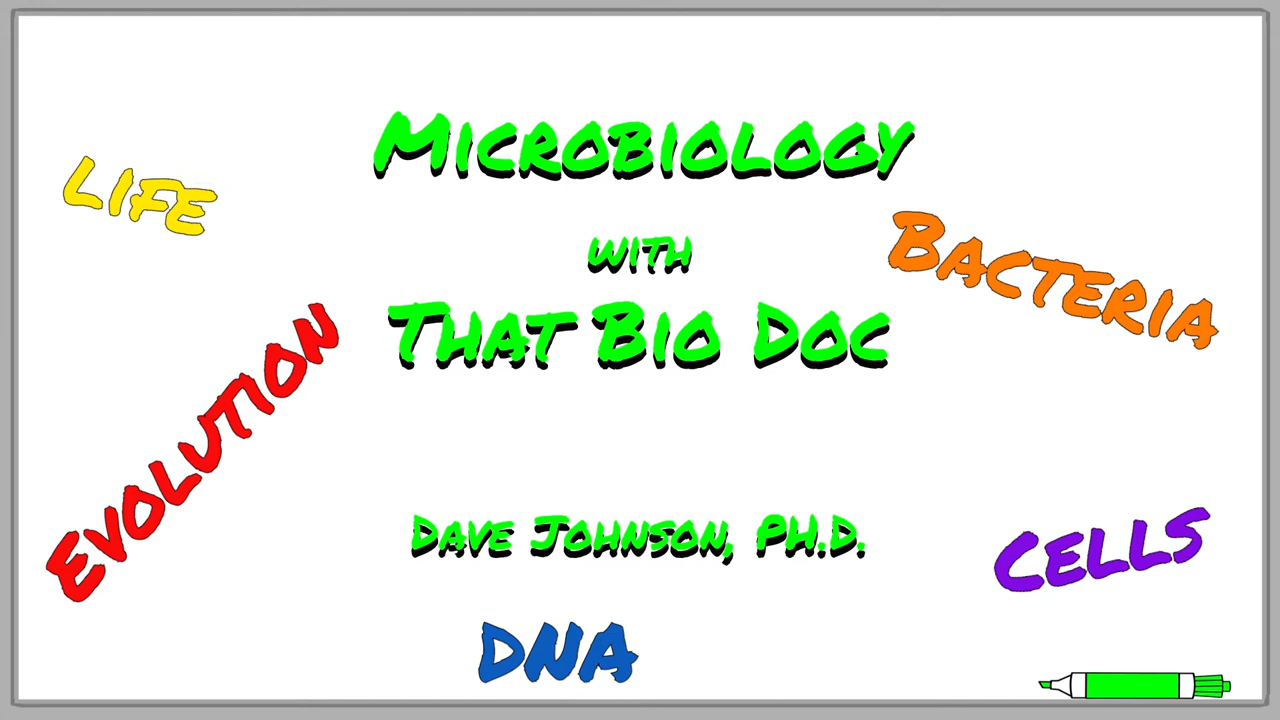 Microbiology
Life
with
Bacteria
That Bio Doc
Evolution
Dave Johnson, PH.D.
Cells
DNA